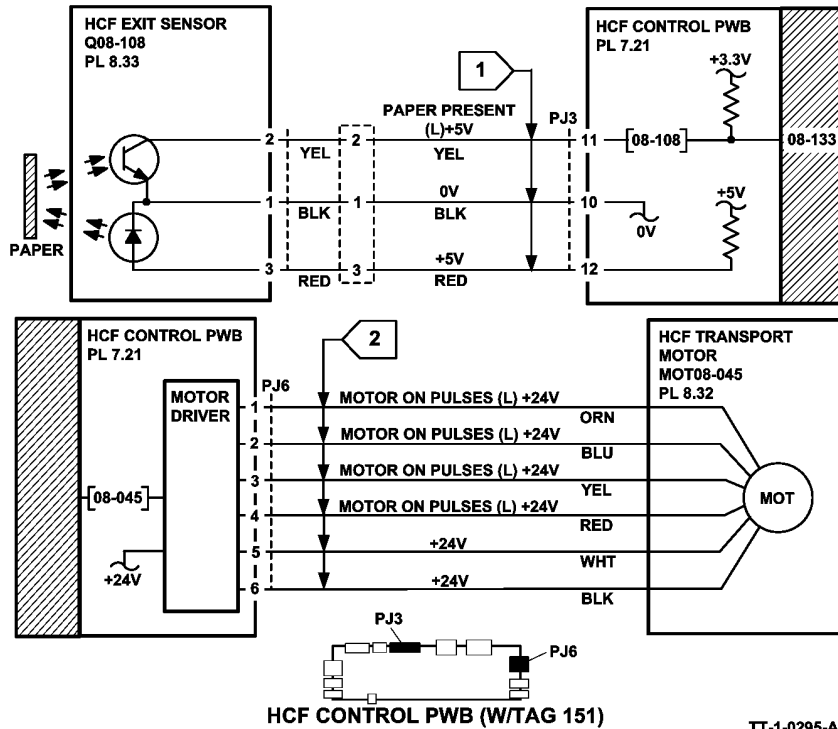 HCF EXIT SENSOR
Q08-108
PL 8.33
PAPER
2
1
3
YEL
BLK
RED
2
1
3
1
PAPER PRESENT
(L)+5V
YEL
0V
BLK
+5V
RED
PJ3
11
10
12
HCF CONTROL PWB
PL 7.21
+3.3V
[08-108]
08-133
+5V
0V
HCF CONTROL PWB
PL 7.21
MOTOR
DRIVER
[08-045]
+24V
PJ6
1
2
3
4
5
6
2
MOTOR ON PULSES (L) +24V
ORN
MOTOR ON PULSES (L) +24V
BLU
MOTOR ON PULSES (L) +24V
YEL
MOTOR ON PULSES (L) +24V
RED
+24V
WHT
+24V
BLK
HCF TRANSPORT
MOTOR
MOT08-045
PL 8.32
MOT
PJ3
PJ6
HCF CONTROL PWB (W/TAG 151)
TT-1-0295-A